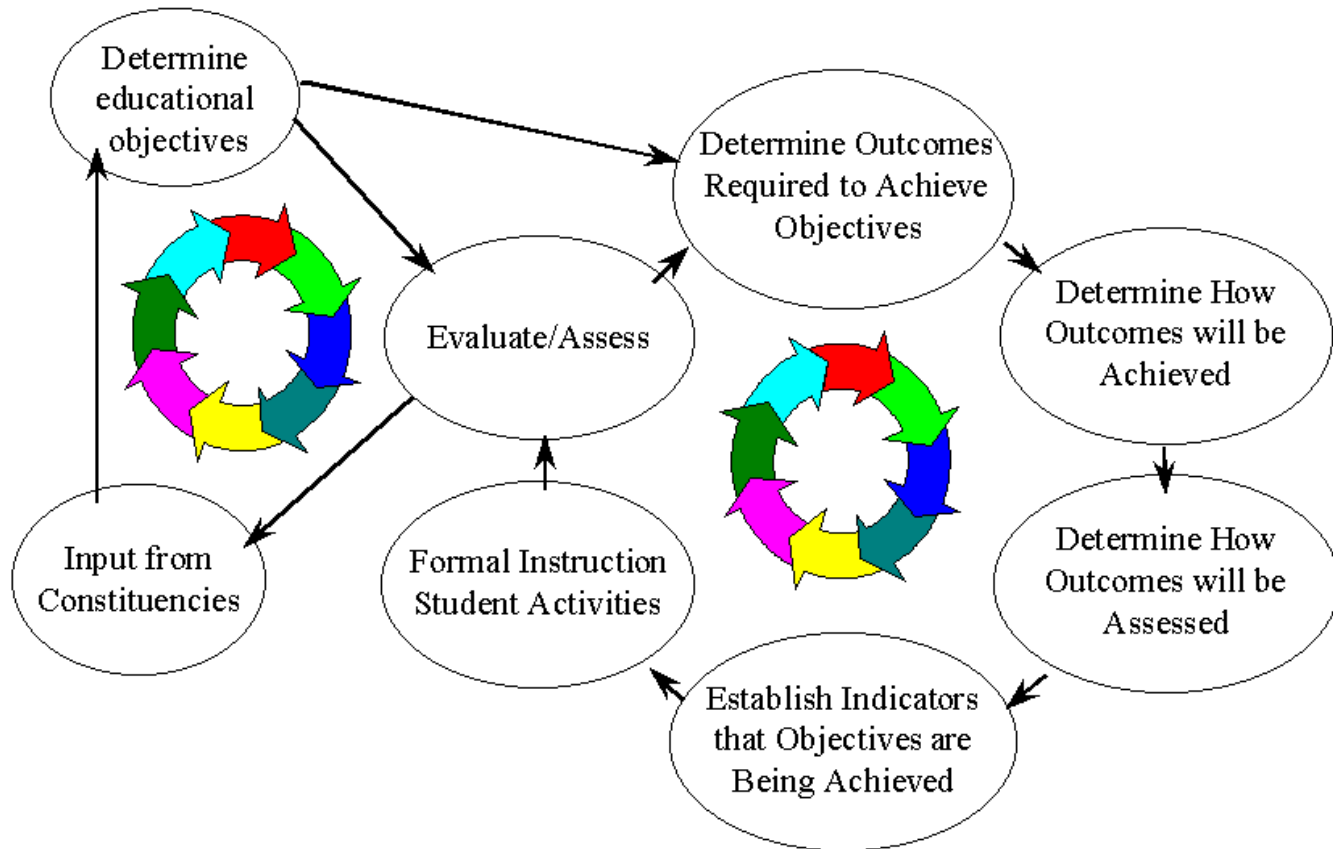 Determine
educational
objectives
Determine Outcomes
Required to Achieve
Objectives
Evaluate/Assess
Determine How
Outcomes will be
Achieved
Input from
Constituencies
Formal Instruction
Student Activities
Determine How
Outcomes will be
Assessed
Establish Indicators
that Objectives are
Being Achieved